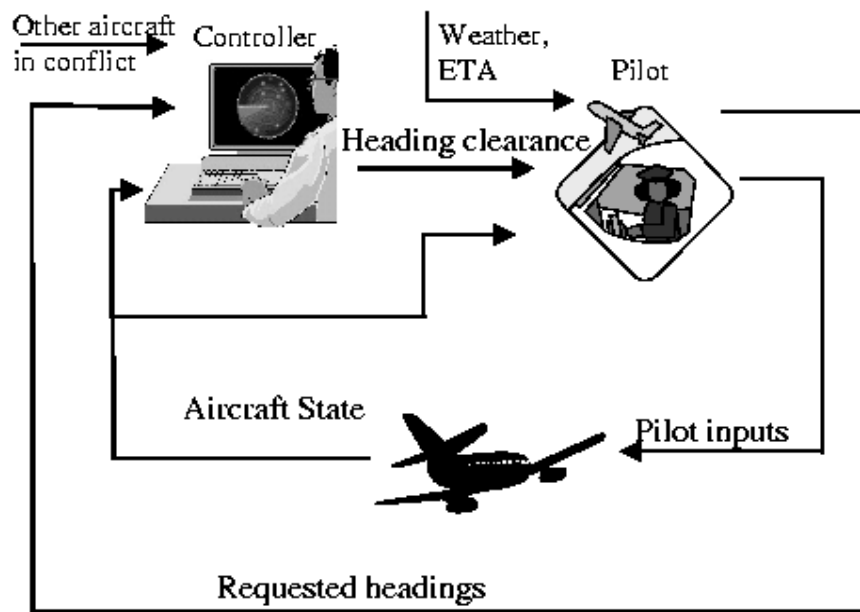 Other aircraft
in conflict
Controller
Weather,
ETA
Pilot
Heading clearance
Aircraft State
Pilot inputs
Requested headings